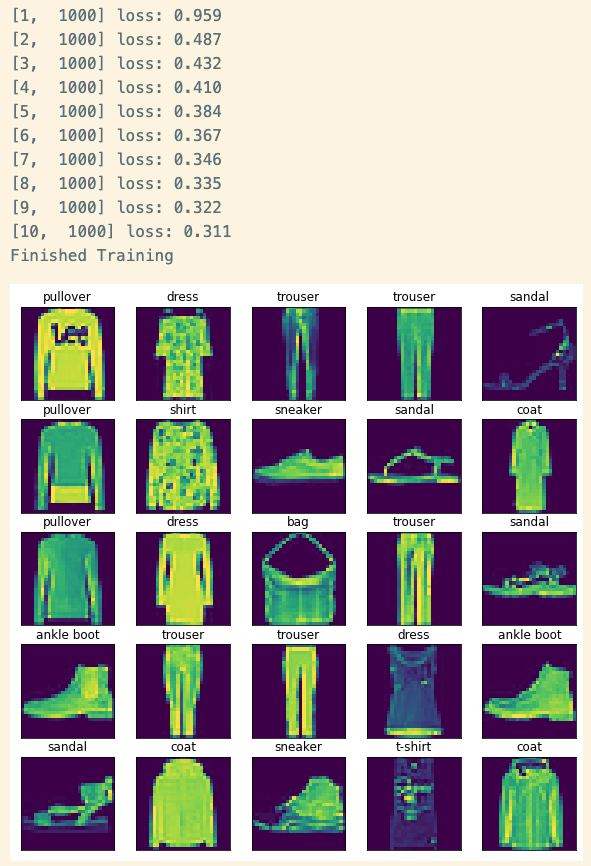 [1,  1000] loss: 0.959
[2,  1000] loss: 0.487
[3,  1000] loss: 0.432
[4,  1000] loss: 0.410
[5,  1000] loss: 0.384
[6,  1000] loss: 0.367
[7,  1000] loss: 0.346
[8,  1000] loss: 0.335
[9,  1000] loss: 0.322
[10,  1000] loss: 0.311
Finished Training
pullover dress trouser trouser sandal
Lee
pullover shirt sneaker sandal coat
pullover dress bag trouser sandal
ankle boot trouser trouser dress ankle boot
sandal coat sneaker t-shirt coat